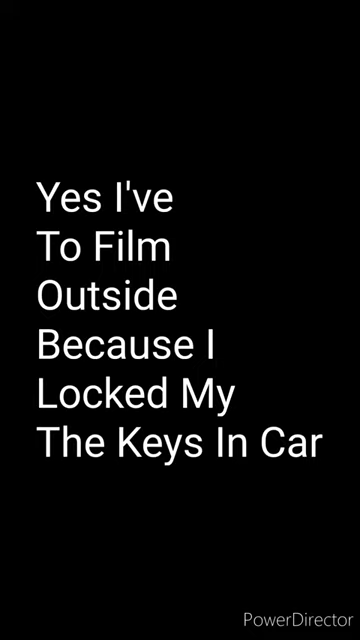 Yes I've
To Film
Outside
Because I
Locked My
The Keys In Car
PowerDirector